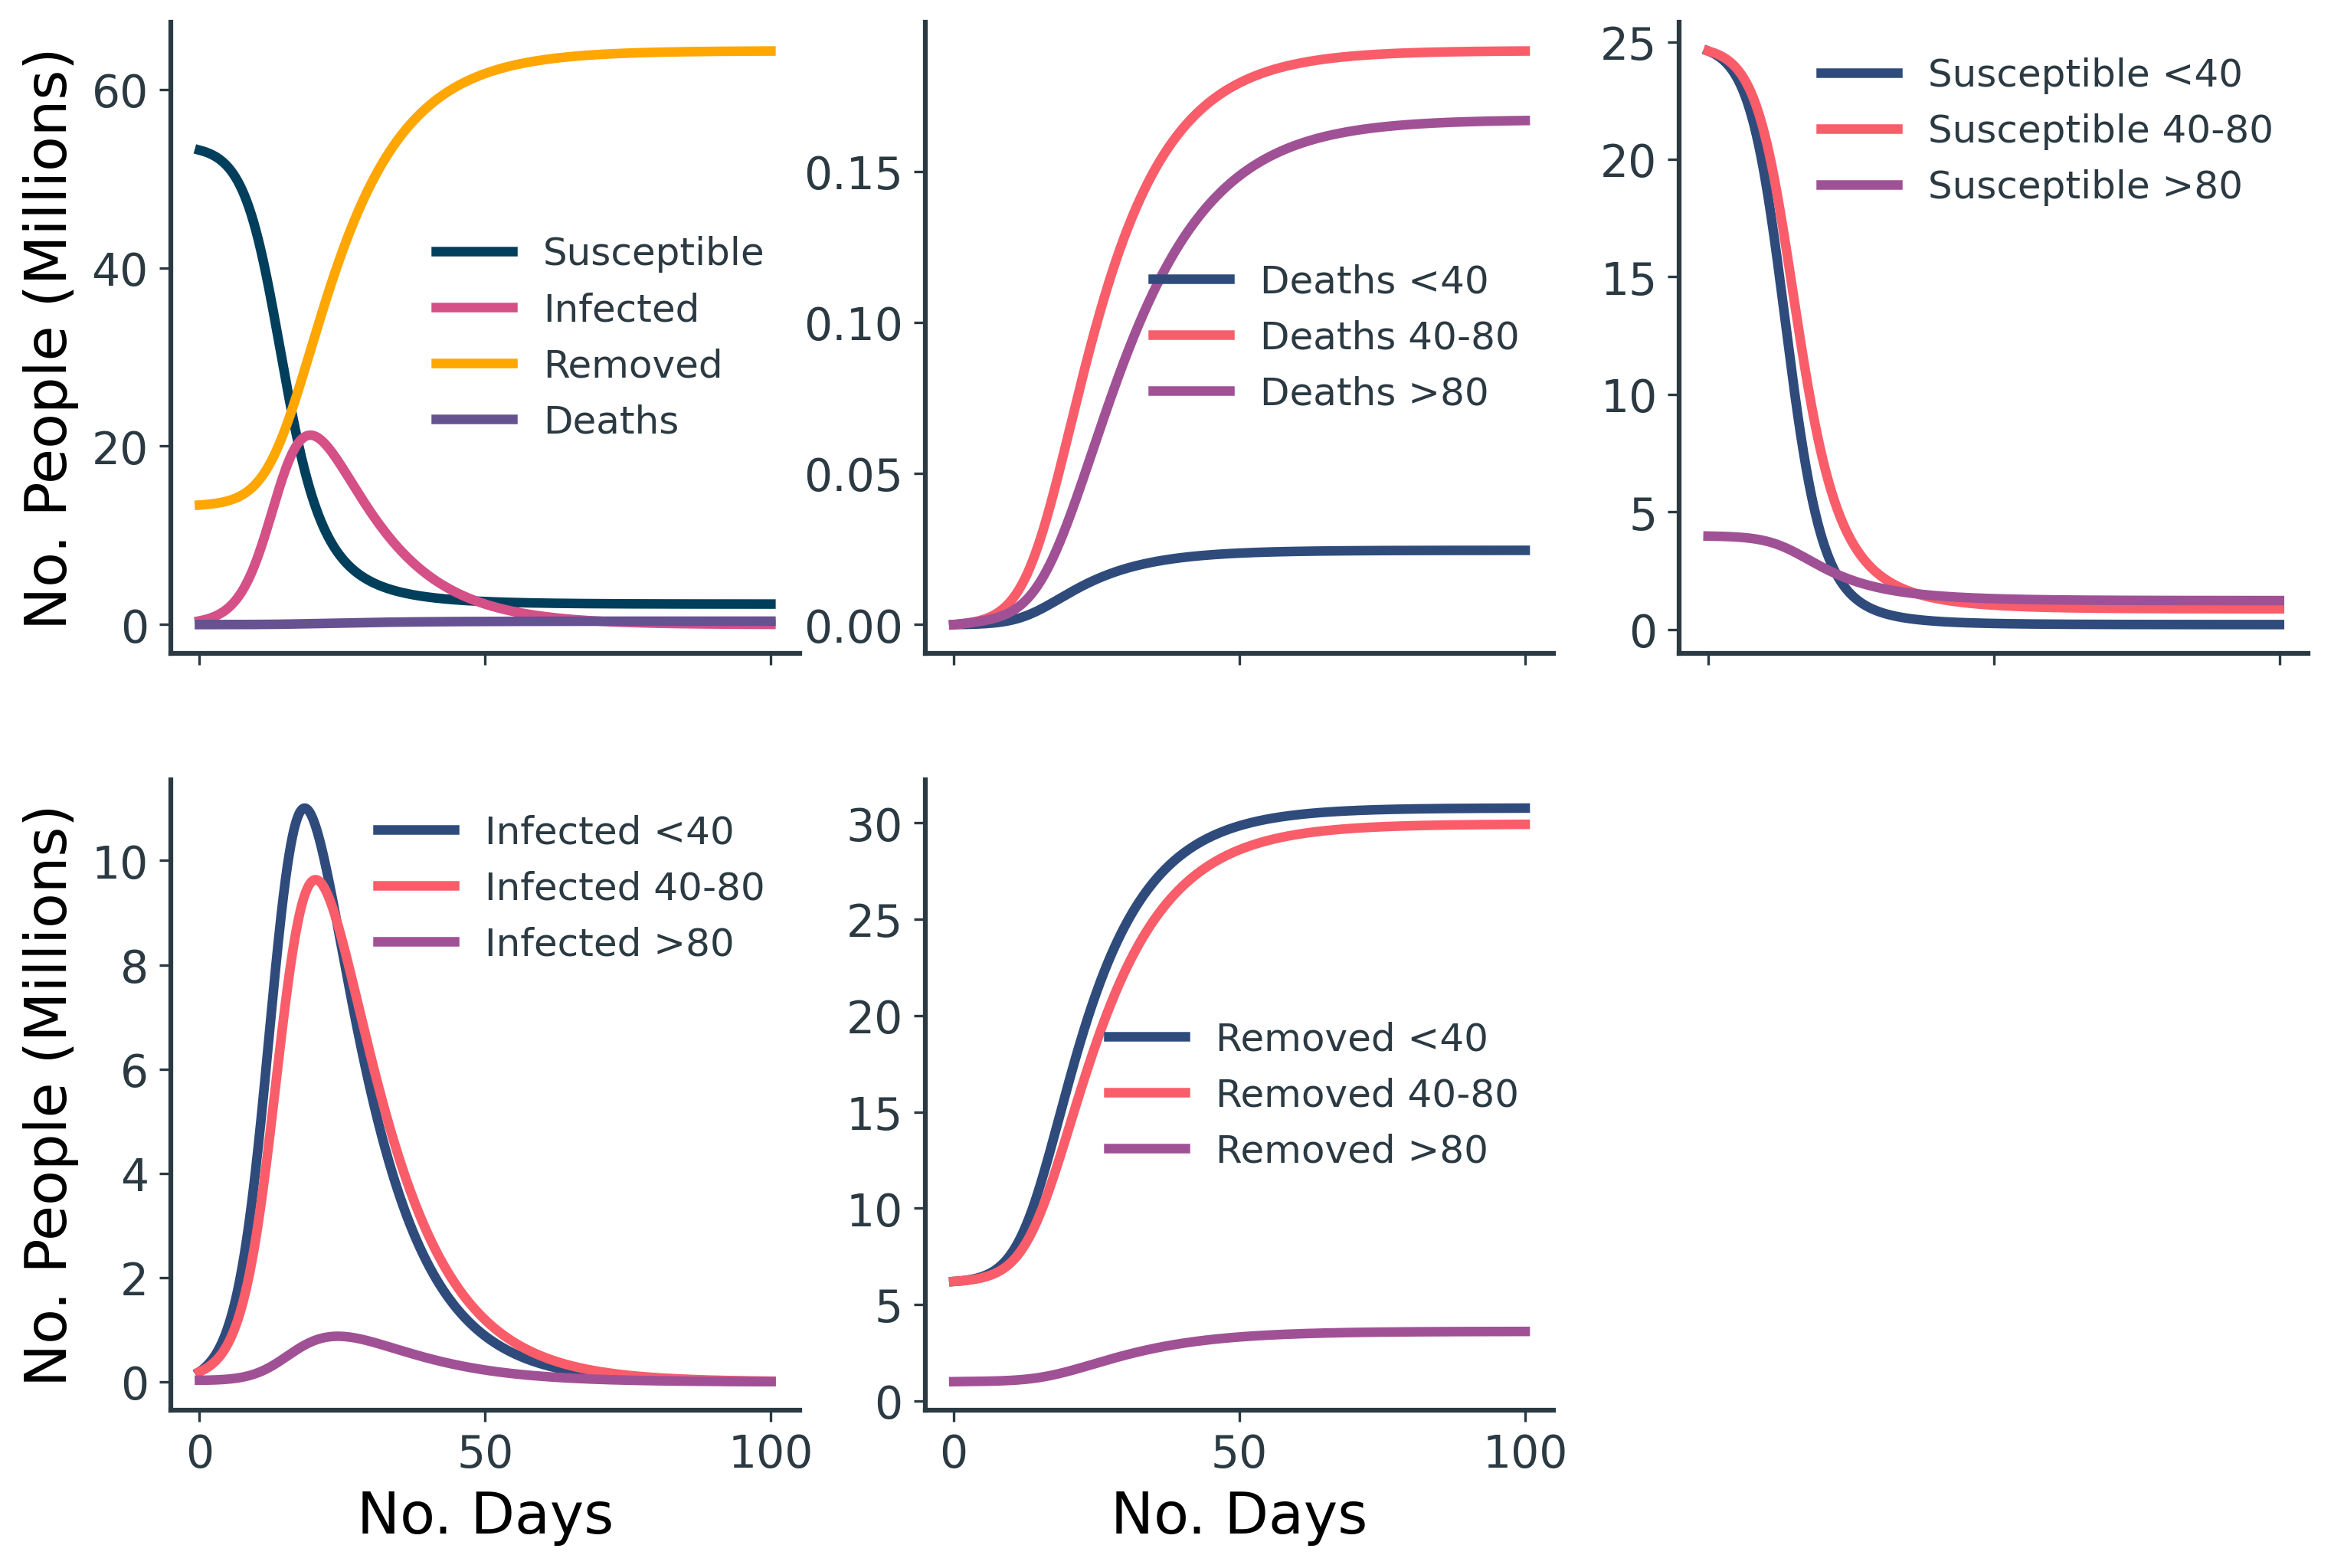 No. People (Millions)
60
40
20
0
Susceptible
Infected
Removed
Deaths
0.15
0.10
0.05
0.00
Deaths <40
Deaths 40-80
Deaths >80
25
20
15
10
5
0
Susceptible <40
Susceptible 40-80
Susceptible >80
No. People (Millions)
10
8
6
4
2
0
Infected <40
Infected 40-80
Infected >80
0 50 100
No. Days
30
25
20
15
10
5
0
Removed <40
Removed 40-80
Removed >80
0 50 100
No. Days